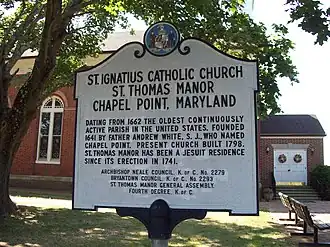 ST. IGNATIUS CATHOLIC CHURCH
ST. THOMAS MANOR
CHAPEL POINT, MARYLAND
DATING FROM 1662 THE OLDEST CONTINUOUSLY
ACTIVE PARISH IN THE UNITED STATES. FOUNDED
1641 BY FATHER ANDREW WHITE, S. J., WHO NAMED
CHAPEL POINT. PRESENT CHURCH BUILT 1798.
ST. THOMAS MANOR HAS BEEN A JESUIT RESIDENCE
SINCE ITS ERECTION IN 1741.
ARCHBISHOP NEALE COUNCIL, K. OF C. No. 2279
BRYANTOWN COUNCIL, K. OF C. No. 2293
ST. THOMAS MANOR GENERAL ASSEMBLY,
FOURTH DEGREE, K. OF C.